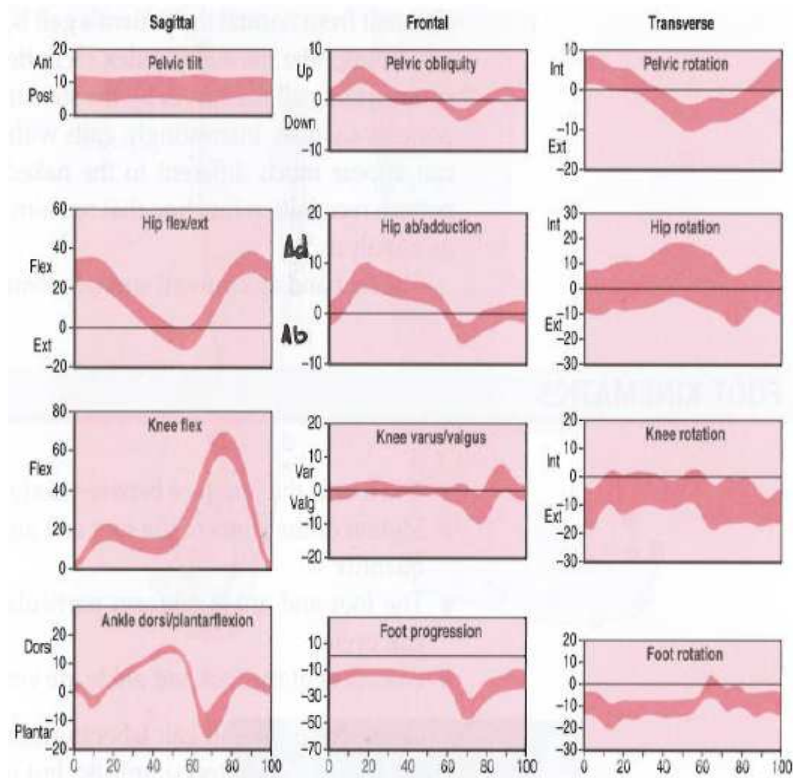 Sagittal
Frontal
Transverse
Pelvic tilt
Ant
Post
20
10
0
Pelvic obliquity
Up
Down
10
0
-10
Pelvic rotation
Int
Ext
10
0
-10
-20
Hip flex/ext
Flex
Ext
60
40
20
0
-20
Hip ab/adduction
Ad
Ab
20
10
0
-10
Hip rotation
Int
Ext
30
20
10
0
-10
-20
-30
Knee flex
Flex
80
60
40
20
0
Knee varus/valgus
Var
Valg
20
10
0
-10
-20
Knee rotation
Int
Ext
20
10
0
-10
-20
-30
Ankle dorsi/plantarflexion
Dorsi
Plantar
20
10
0
-10
-20
0 20 40 60 80 100
Foot progression
10
-10
-30
-50
-70
0 20 40 60 80 100
Foot rotation
20
10
0
-10
-20
-30
0 20 40 60 80 100